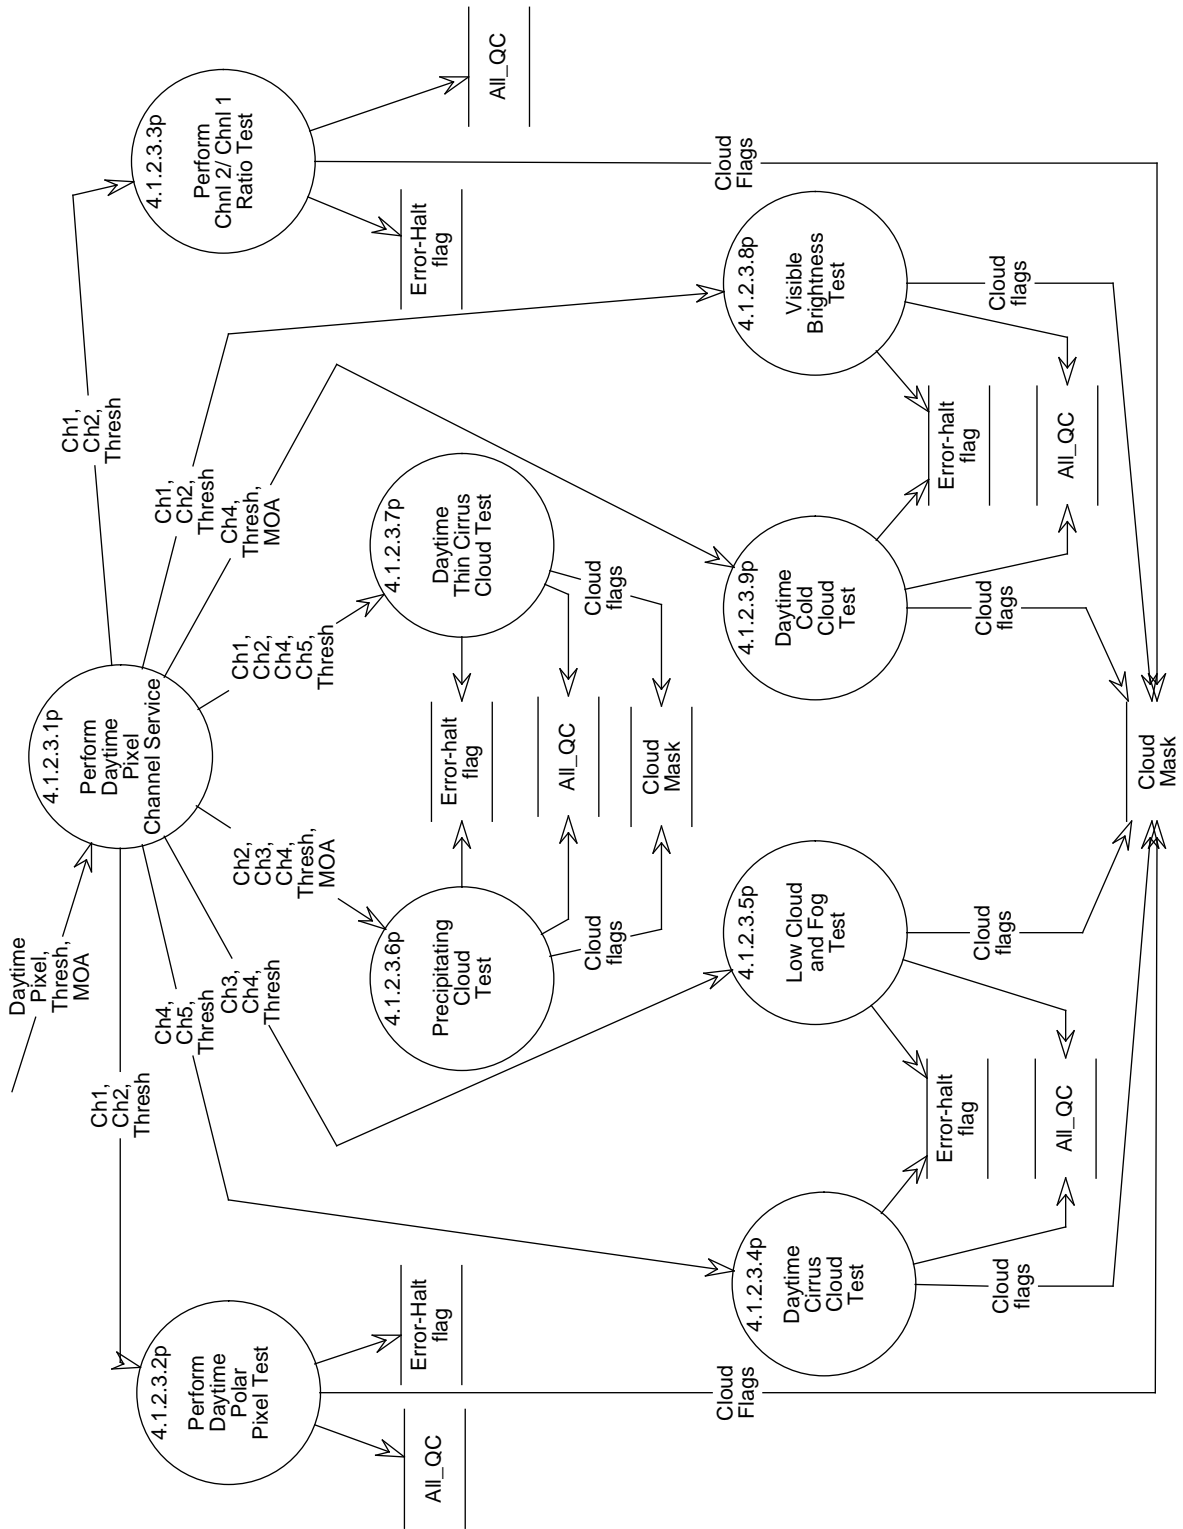 Daytime
Pixel,
Thresh,
MOA
4.1.2.3.1p
Perform
Daytime
Pixel
Channel Service
Ch1,
Ch2,
Thresh
Ch4,
Ch5,
Thresh
Ch3,
Ch4,
Thresh
Ch2,
Ch3,
Ch4,
Thresh,
MOA
Ch1,
Ch2,
Ch4,
Ch5,
Thresh
Ch4,
Thresh,
MOA
Ch1,
Ch2,
Thresh
Ch1,
Ch2,
Thresh
4.1.2.3.2p
Perform
Daytime
Polar
Pixel Test
All_QC
Error-Halt
flag
Cloud
Flags
4.1.2.3.3p
Perform
Chnl 2/ Chnl 1
Ratio Test
Error-Halt
flag
All_QC
Cloud
Flags
4.1.2.3.6p
Precipitating
Cloud
Test
Cloud
flags
4.1.2.3.7p
Daytime
Thin Cirrus
Cloud Test
Cloud
flags
Error-halt
flag
All_QC
Cloud
Mask
4.1.2.3.4p
Daytime
Cirrus
Cloud
Test
Cloud
flags
4.1.2.3.5p
Low Cloud
and Fog
Test
Cloud
flags
Error-halt
flag
All_QC
4.1.2.3.9p
Daytime
Cold
Cloud
Test
Cloud
flags
4.1.2.3.8p
Visible
Brightness
Test
Cloud
flags
Error-halt
flag
All_QC
Cloud
Mask